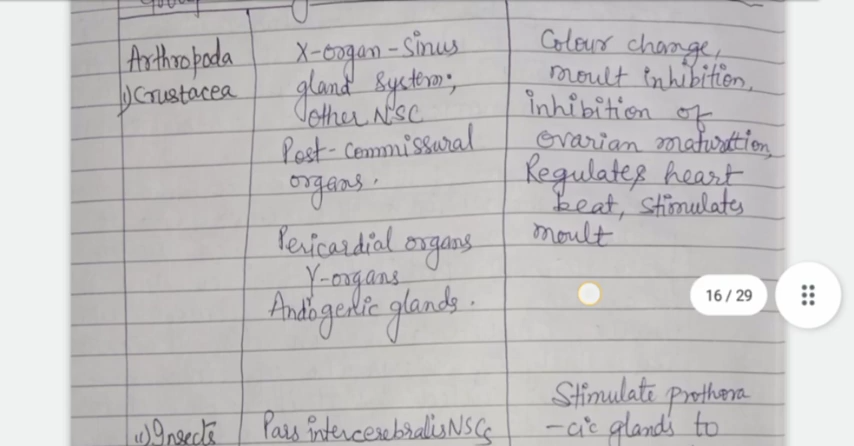 Arthropoda
i) Crustacea
X-organ-Sinus
gland System;
other NSC
Post-Commissural
organs.
Pericardial organs
Y-organs
Andogenic glands.
Colour change,
moult inhibition,
inhibition of
ovarian maturattion,
Regulates heart
beat, stimulates
moult
16 / 29
ii) Insects
Pars intercerebralis NSCs
Stimulate prothora
-cic glands to